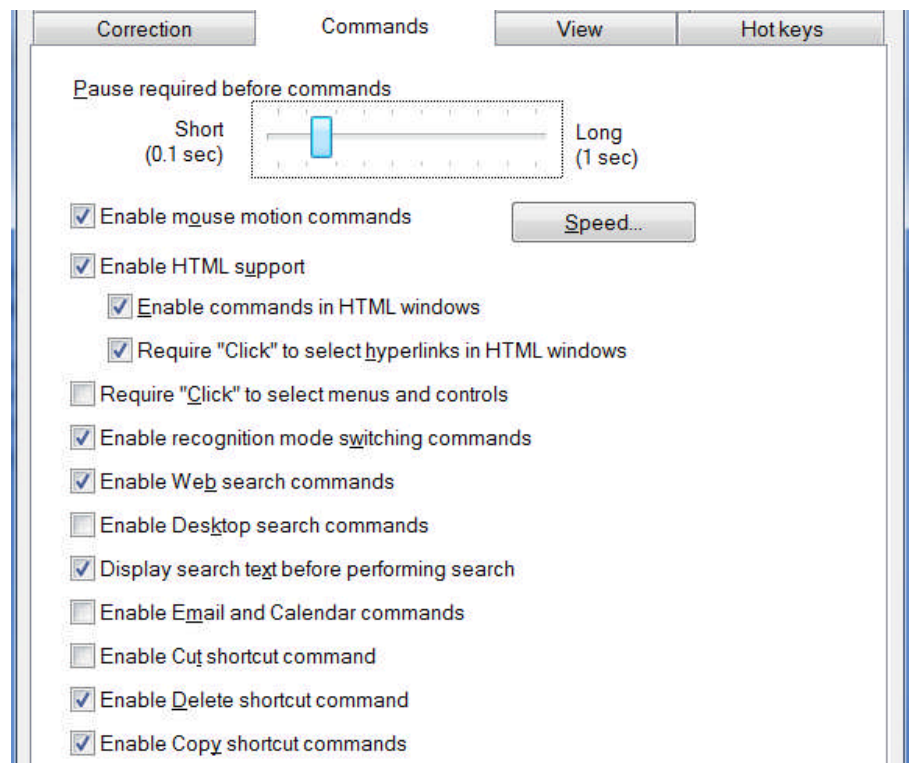 Correction Commands View Hot keys
Pause required before commands
Short
(0.1 sec)
Long
(1 sec)
Enable mouse motion commands Speed...
Enable HTML support
Enable commands in HTML windows
Require "Click" to select hyperlinks in HTML windows
Require "Click" to select menus and controls
Enable recognition mode switching commands
Enable Web search commands
Enable Desktop search commands
Display search text before performing search
Enable Email and Calendar commands
Enable Cut shortcut command
Enable Delete shortcut command
Enable Copy shortcut commands